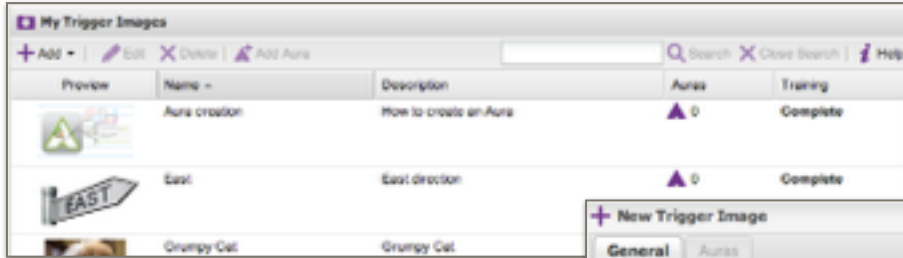 My Trigger Images
Add Edit Delete Add Aura Search Close Search Help
Preview Name Description Auras Training
Aura creation How to create an Aura 0 Complete
EAST East East direction 0 Complete
Grumpy Cat Grumpy Cat
New Trigger Image
General Auras